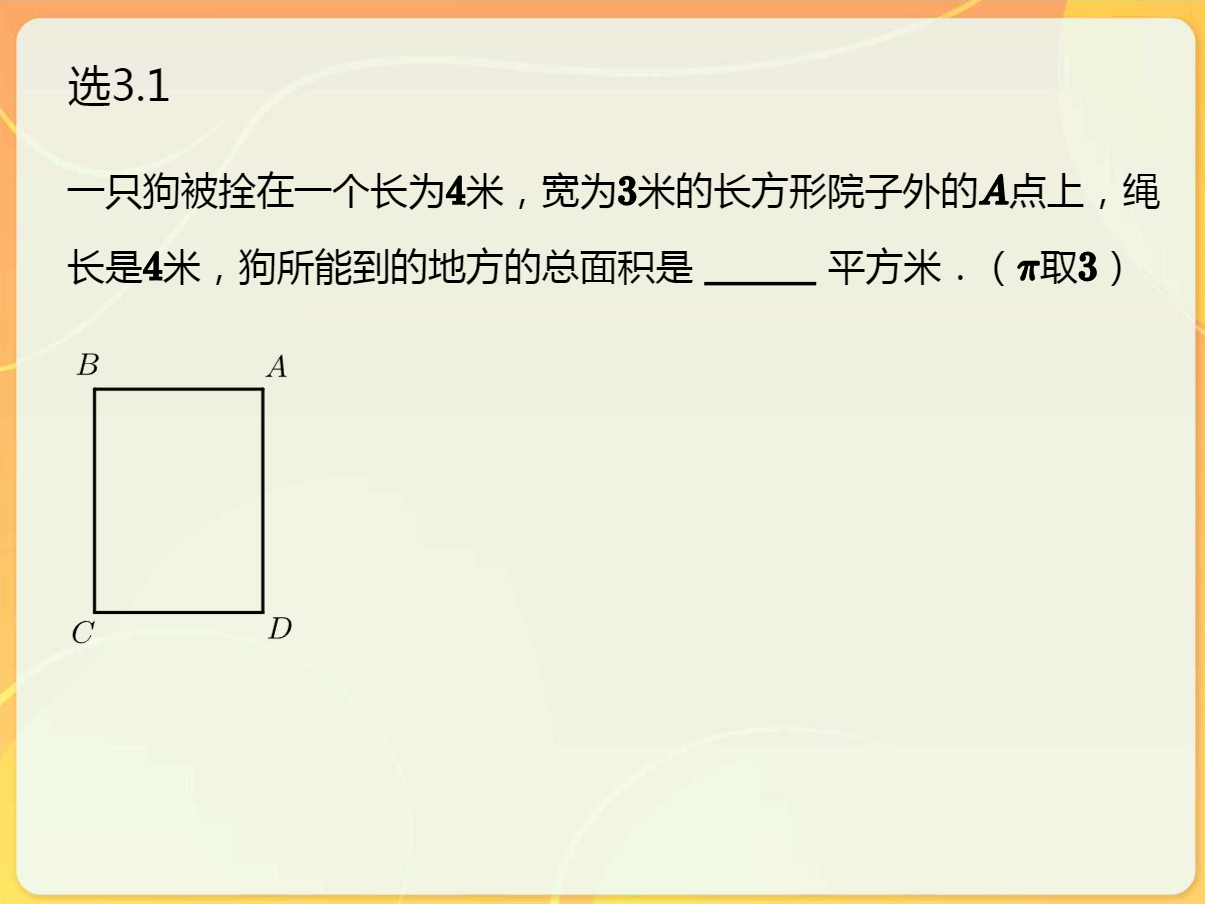 选3.1
一只狗被拴在一个长为4米，宽为3米的长方形院子外的A点上，绳
长是4米，狗所能到的地方的总面积是 ______ 平方米．（π取3）
B A
C D